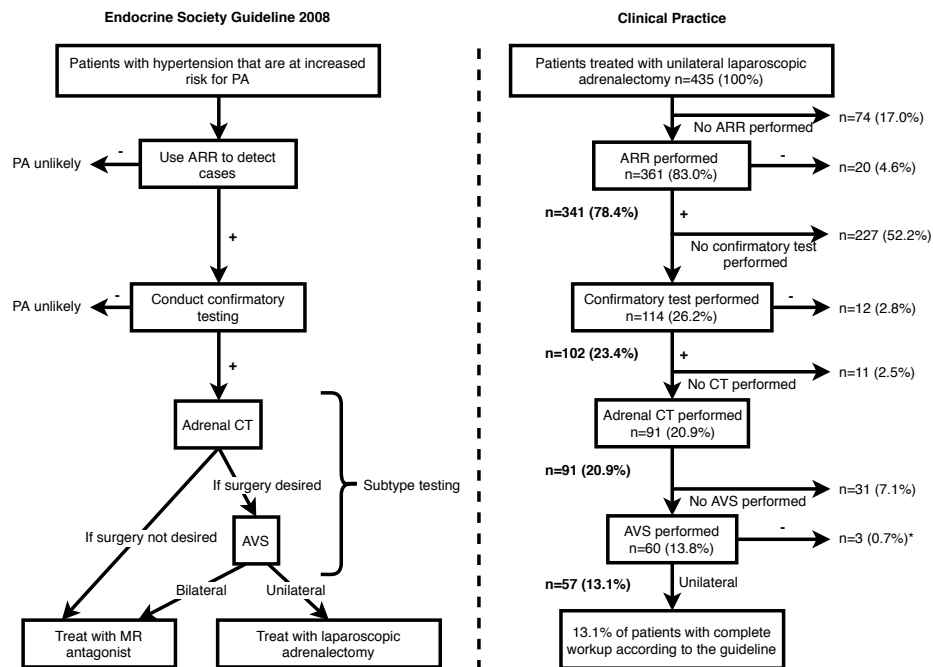 Endocrine Society Guideline 2008
Patients with hypertension that are at increased
risk for PA
PA unlikely
-
Use ARR to detect
cases
+
PA unlikely
-
Conduct confirmatory
testing
+
Adrenal CT
If surgery desired
Subtype testing
If surgery not desired
AVS
Bilateral
Unilateral
Treat with MR
antagonist
Treat with laparoscopic
adrenalectomy
Clinical Practice
Patients treated with unilateral laparoscopic
adrenalectomy n=435 (100%)
No ARR performed
n=74 (17.0%)
ARR performed
n=361 (83.0%)
-
n=20 (4.6%)
n=341 (78.4%)
+
No confirmatory test
performed
n=227 (52.2%)
Confirmatory test performed
n=114 (26.2%)
-
n=12 (2.8%)
n=102 (23.4%)
+
No CT performed
n=11 (2.5%)
Adrenal CT performed
n=91 (20.9%)
n=91 (20.9%)
No AVS performed
n=31 (7.1%)
AVS performed
n=60 (13.8%)
-
n=3 (0.7%)*
n=57 (13.1%)
Unilateral
13.1% of patients with complete
workup according to the guideline